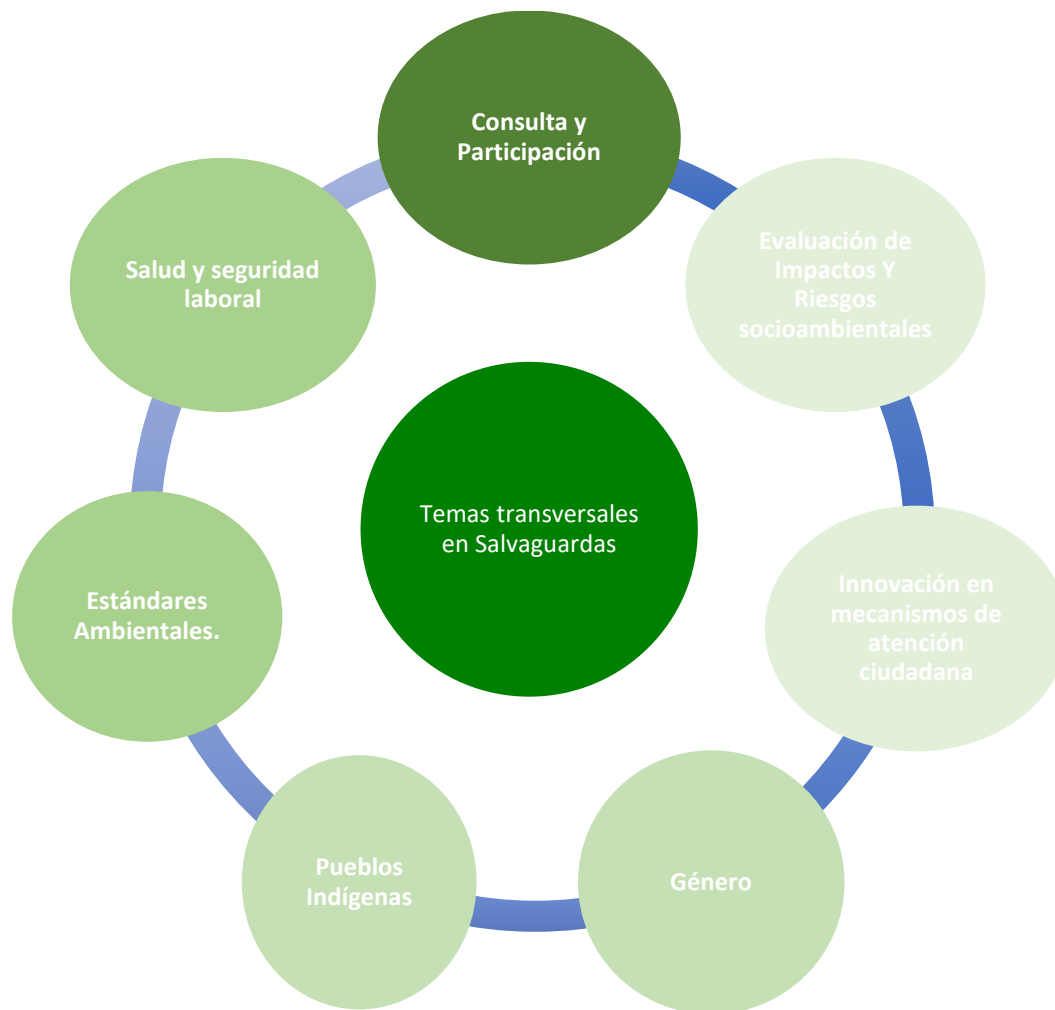 Consulta y
Participación
Evaluación de
Impactos Y
Riesgos
socioambientales
Innovación en
mecanismos de
atención
ciudadana
Género
Pueblos
Indígenas
Estándares
Ambientales.
Salud y seguridad
laboral
Temas transversales
en Salvaguardas